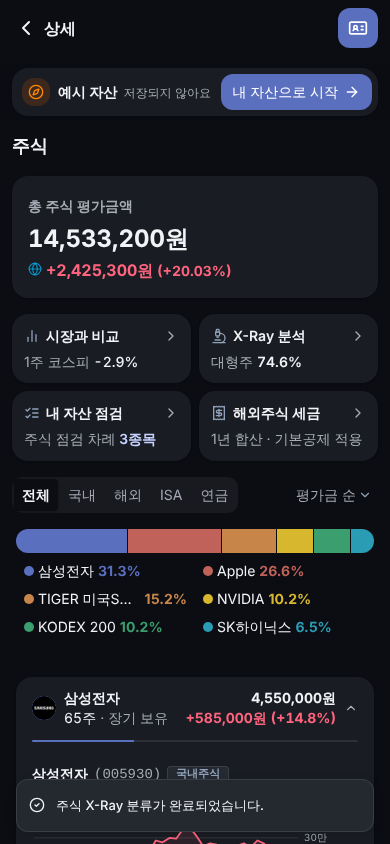 상세
예시 자산 저장되지 않아요 내 자산으로 시작
주식
총 주식 평가금액
14,533,200원
+2,425,300원 (+20.03%)
시장과 비교
1주 코스피 -2.9%
X-Ray 분석
대형주 74.6%
내 자산 점검
주식 점검 차례 3종목
해외주식 세금
1년 합산 · 기본공제 적용
전체 국내 해외 ISA 연금 평가금 순
삼성전자 31.3% Apple 26.6%
TIGER 미국S... 15.2% NVIDIA 10.2%
KODEX 200 10.2% SK하이닉스 6.5%
SAMSUNG
삼성전자 4,550,000원
65주 · 장기 보유 +585,000원 (+14.8%)
삼성전자 (005930) 국내주식
주식 X-Ray 분류가 완료되었습니다.
30만